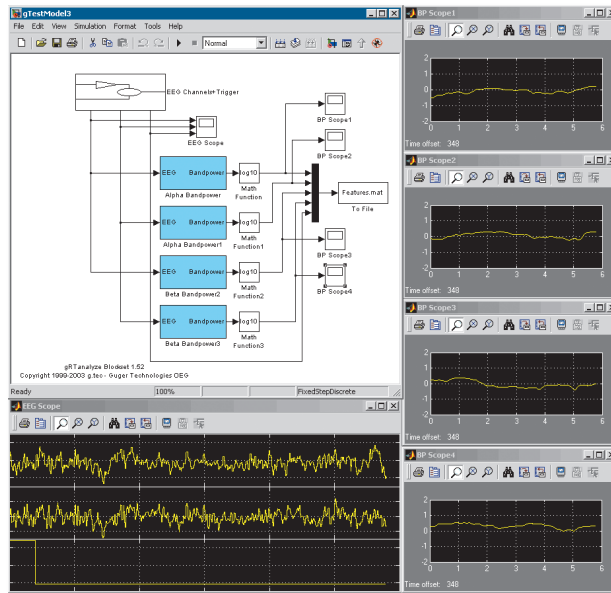 gTestModel3
File Edit View Simulation Format Tools Help
Normal
EEG Channels+Trigger
EEG Scope
BP Scope1
BP Scope2
EEG Bandpower
Alpha Bandpower
log10
Math
Function
EEG Bandpower
Alpha Bandpower1
log10
Math
Function1
Features.mat
To File
BP Scope3
EEG Bandpower
Beta Bandpower2
log10
Math
Function2
BP Scope4
EEG Bandpower
Beta Bandpower3
log10
Math
Function3
gRTanalyze Blockset 1.52
Copyright 1999-2003 g.tec - Guger Technologies OEG
Ready 100% FixedStepDiscrete
EEG Scope
BP Scope1
2
1
0
-1
-2
0 1 2 3 4 5 6
Time offset: 348
BP Scope2
2
1
0
-1
-2
0 1 2 3 4 5 6
Time offset: 348
BP Scope3
2
1
0
-1
-2
0 1 2 3 4 5 6
Time offset: 348
BP Scope4
2
1
0
-1
-2
0 1 2 3 4 5 6
Time offset: 348